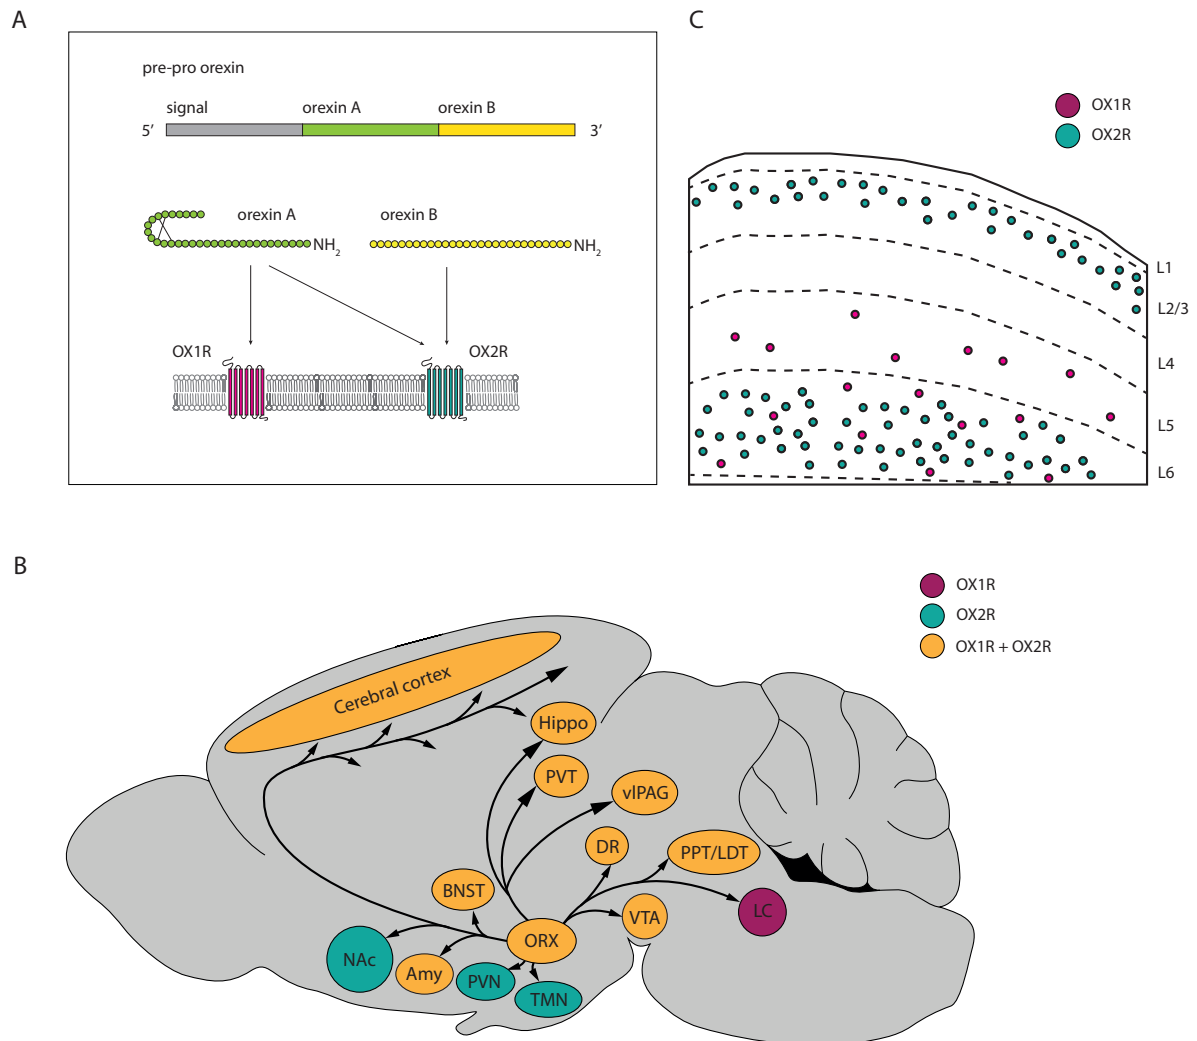 A
pre-pro orexin
signal
orexin A
orexin B
5′
3′
orexin A
orexin B
NH2
NH2
OX1R
OX2R
C
OX1R
OX2R
L1
L2/3
L4
L5
L6
B
OX1R
OX2R
OX1R + OX2R
Cerebral cortex
Hippo
PVT
vlPAG
DR
PPT/LDT
BNST
VTA
LC
ORX
NAc
Amy
PVN
TMN